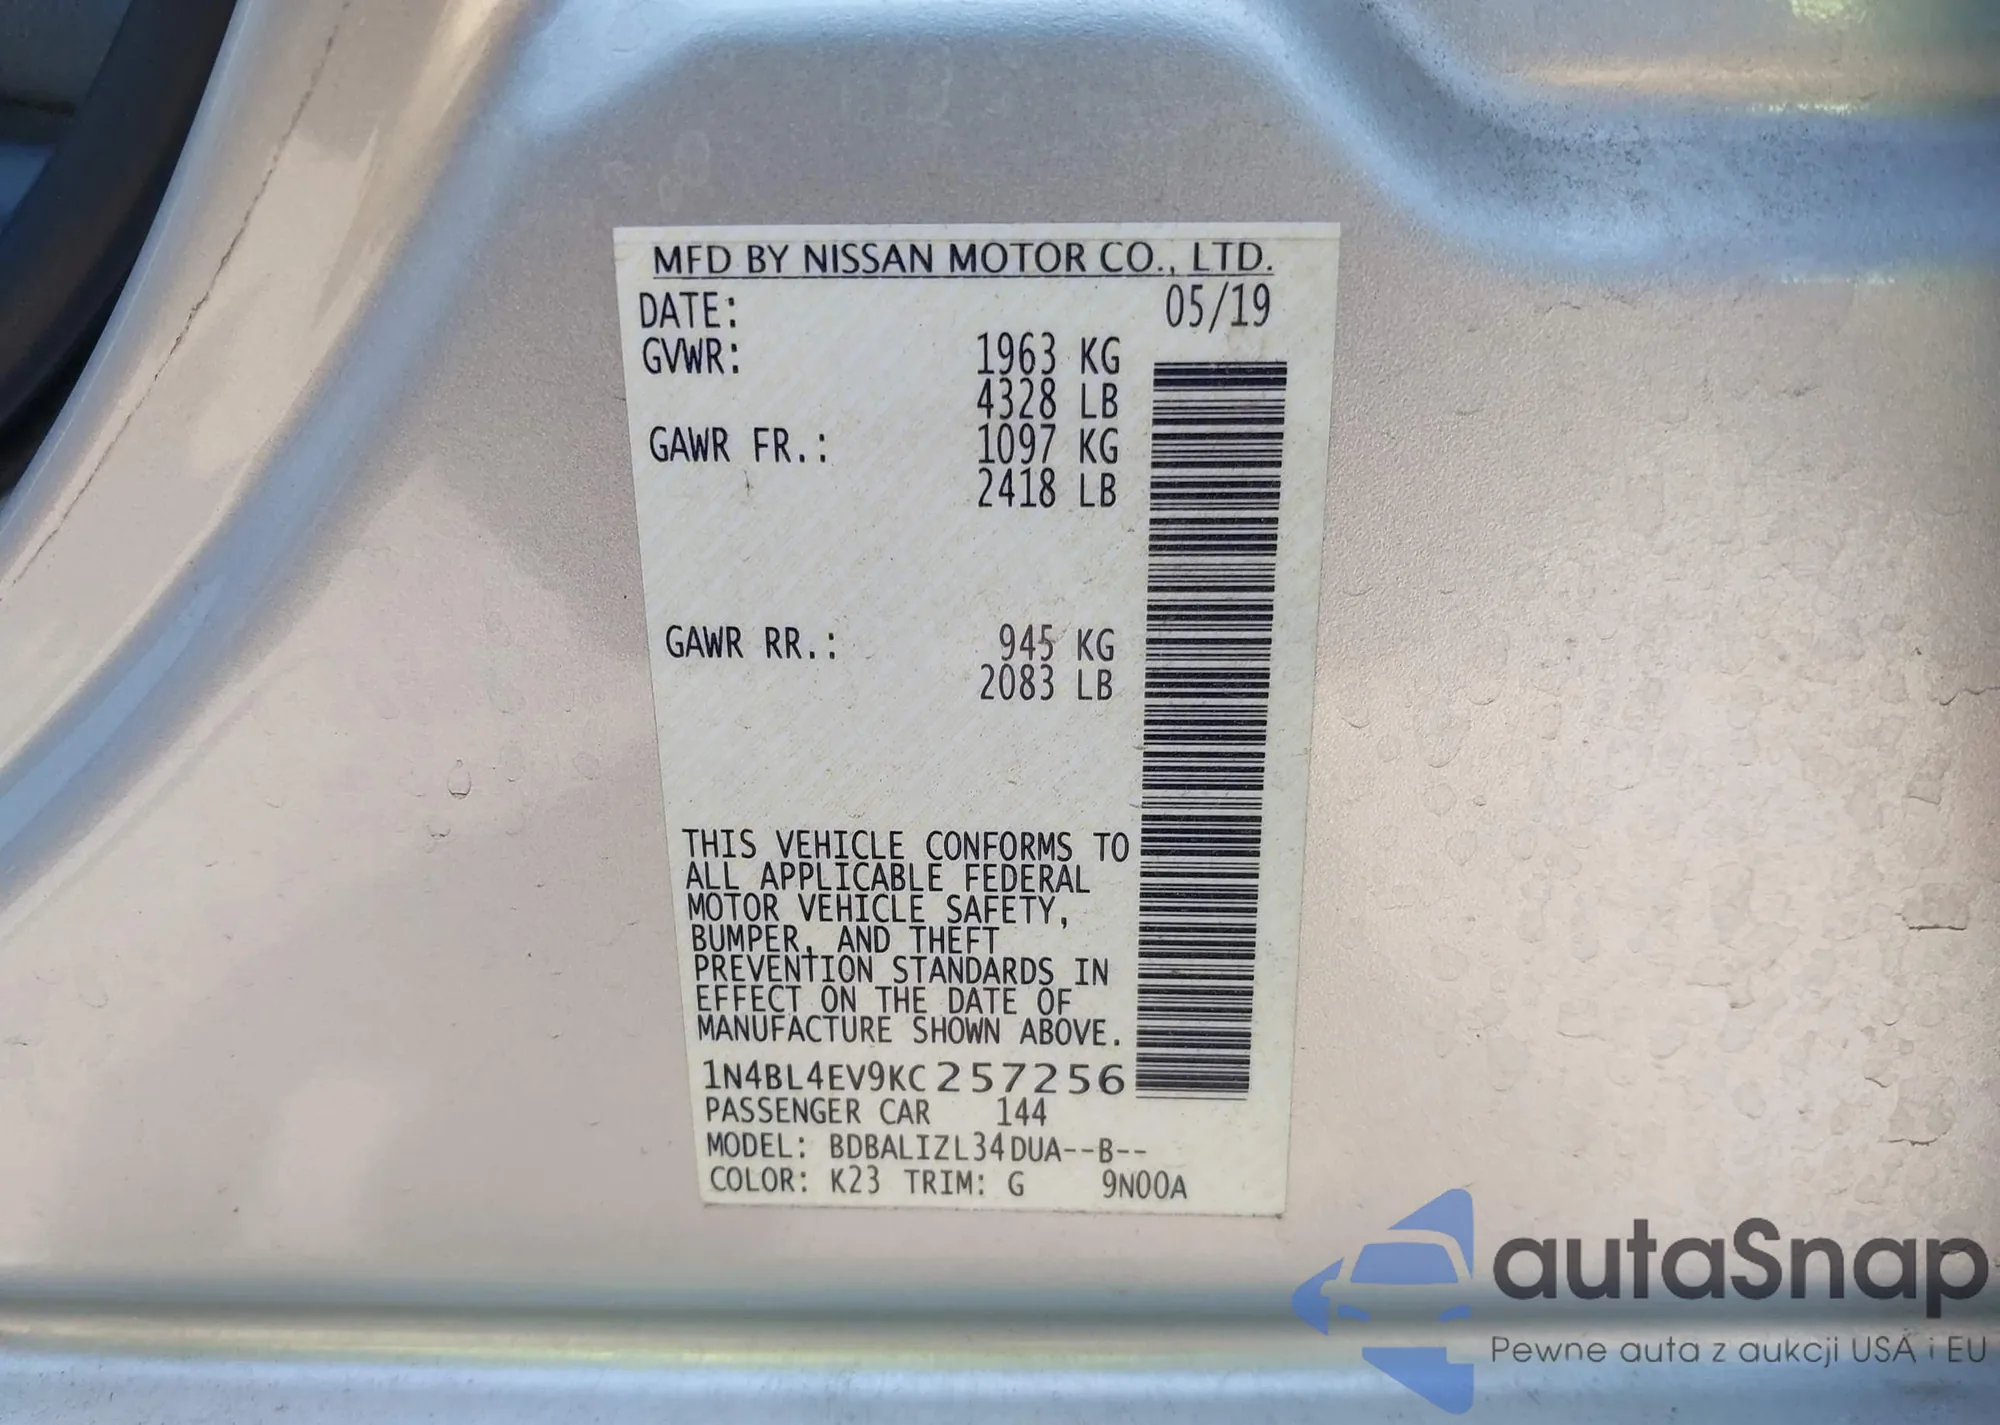 MFD BY NISSAN MOTOR CO., LTD.
DATE: 05/19
GVWR: 1963 KG
4328 LB
GAWR FR.: 1097 KG
2418 LB
GAWR RR.: 945 KG
2083 LB
THIS VEHICLE CONFORMS TO
ALL APPLICABLE FEDERAL
MOTOR VEHICLE SAFETY,
BUMPER, AND THEFT
PREVENTION STANDARDS IN
EFFECT ON THE DATE OF
MANUFACTURE SHOWN ABOVE.
1N4BL4EV9KC257256
PASSENGER CAR 144
MODEL: BDBALIZL34DUA--B--
COLOR: K23 TRIM: G 9N00A
autaSnap
Pewne auta z aukcji USA i EU